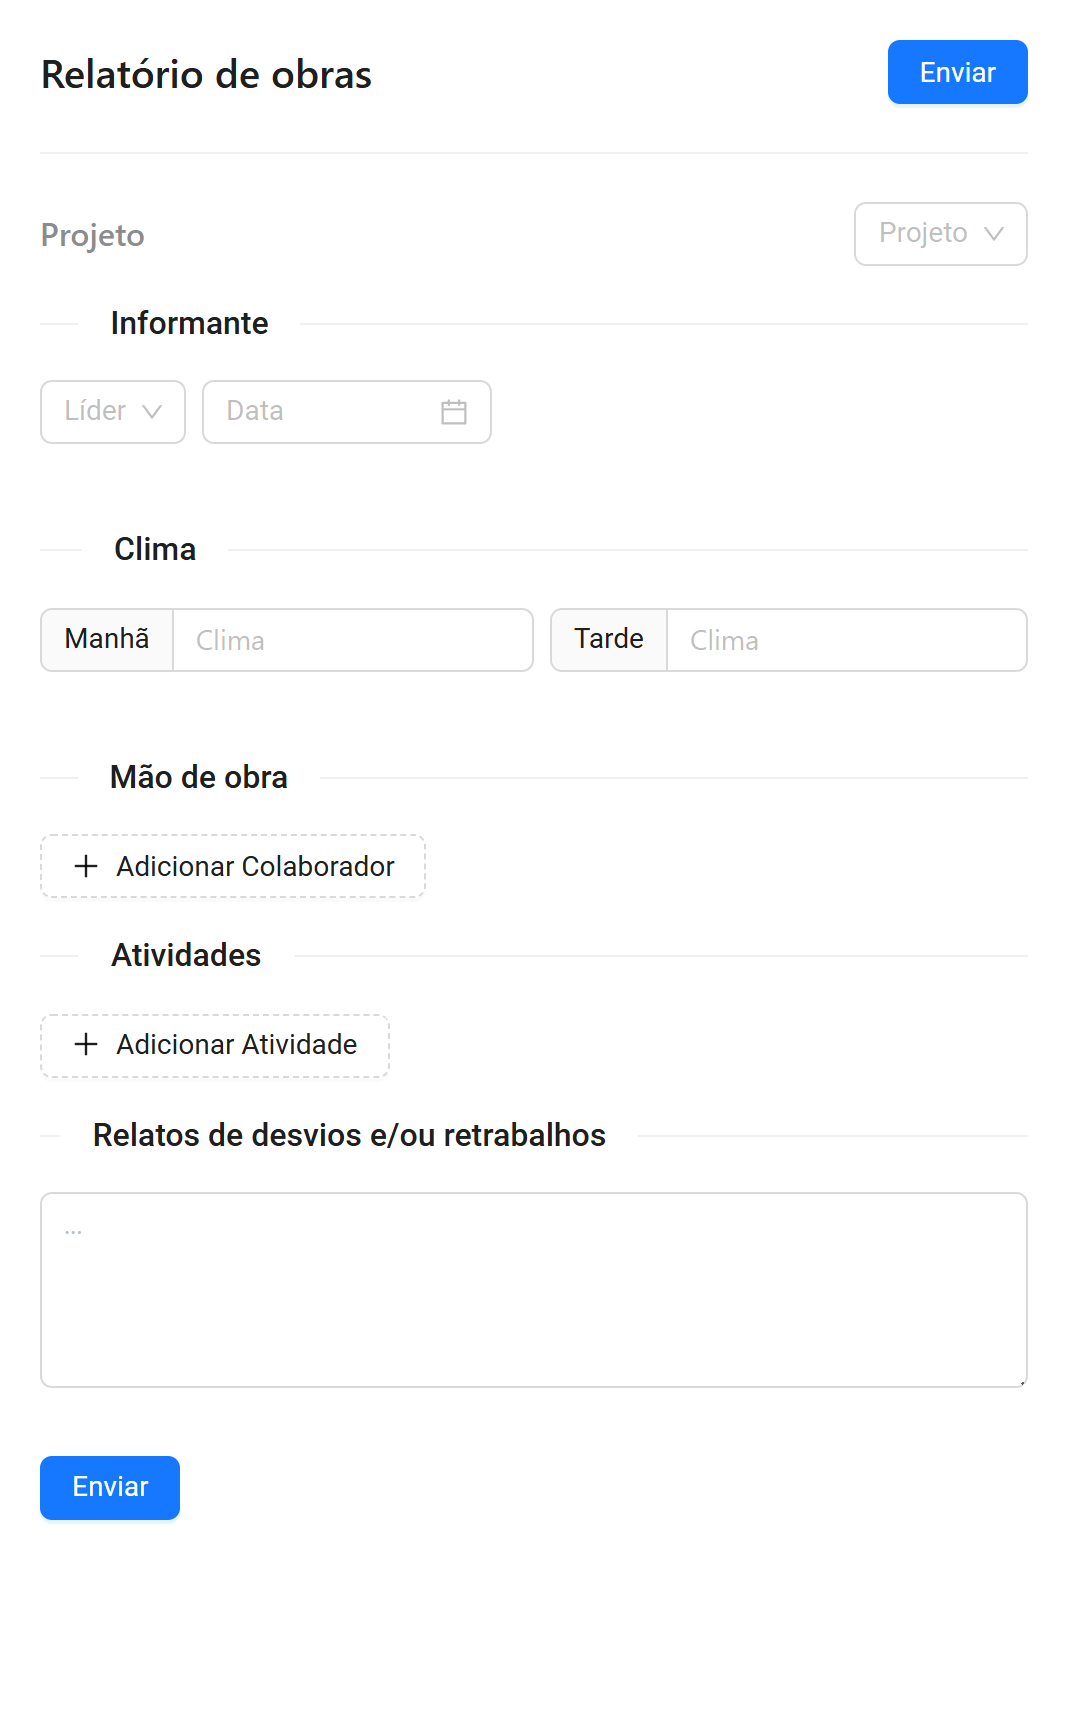 Relatório de obras
Enviar
Projeto
Projeto
Informante
Líder
Data
Clima
Manhã
Clima
Tarde
Clima
Mão de obra
Adicionar Colaborador
Atividades
Adicionar Atividade
Relatos de desvios e/ou retrabalhos
...
Enviar